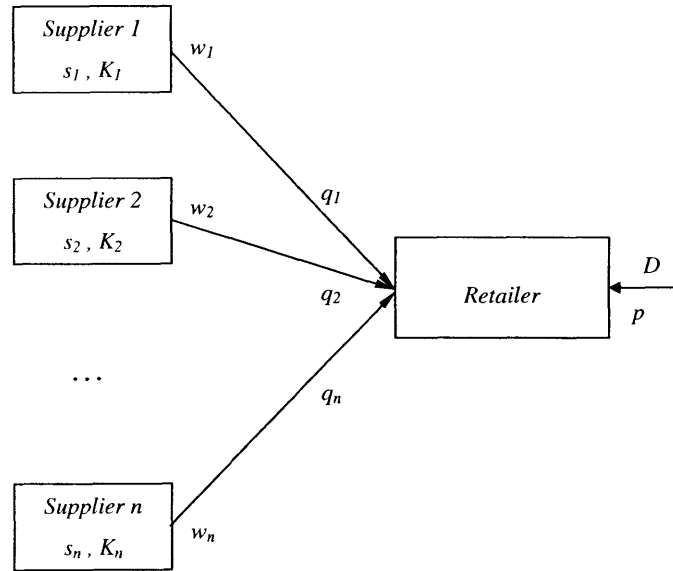 Supplier 1
s₁ , K₁
w₁
q₁
Supplier 2
s₂ , K₂
w₂
q₂
Retailer
D
p
...
qₙ
Supplier n
sₙ , Kₙ
wₙ